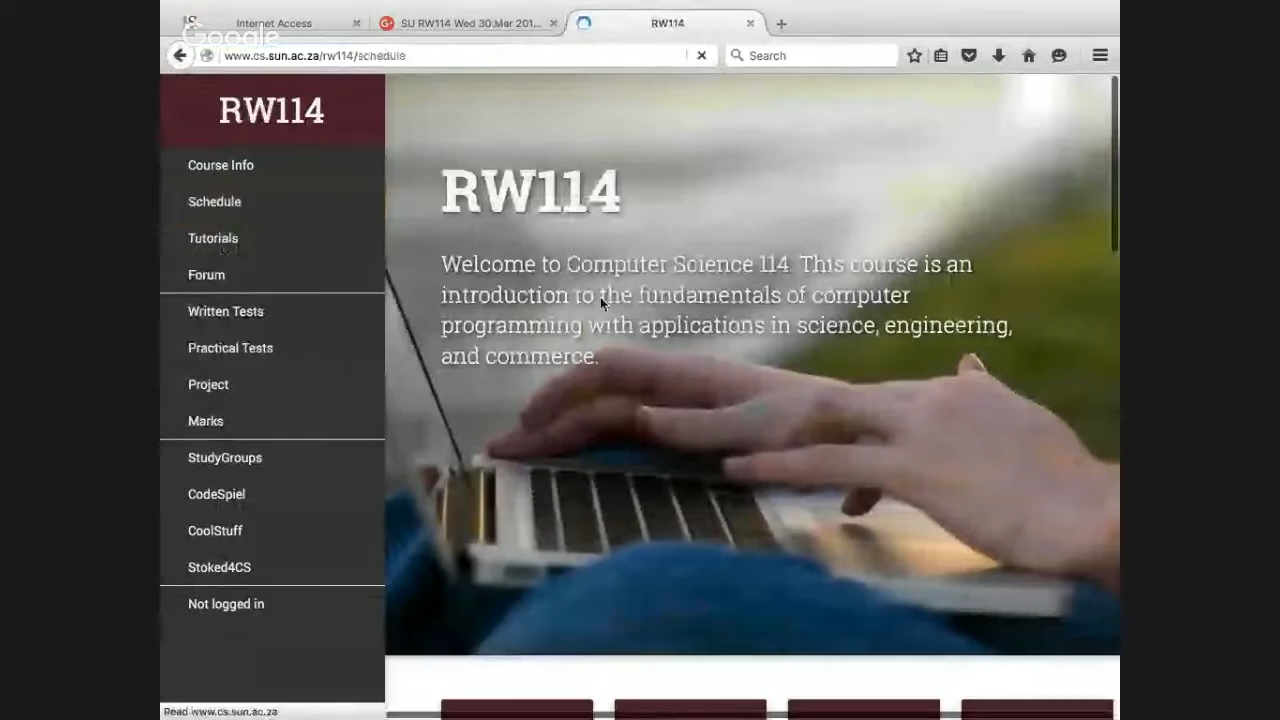 Internet Access
SU RW114 Wed 30 Mar 201...
RW114
Google
www.cs.sun.ac.za/rw114/schedule
Search
RW114
Course Info
Schedule
Tutorials
Forum
Written Tests
Practical Tests
Project
Marks
StudyGroups
CodeSpiel
CoolStuff
Stoked4CS
Not logged in
RW114
Welcome to Computer Science 114. This course is an
introduction to the fundamentals of computer
programming with applications in science, engineering,
and commerce.
Read www.cs.sun.ac.za